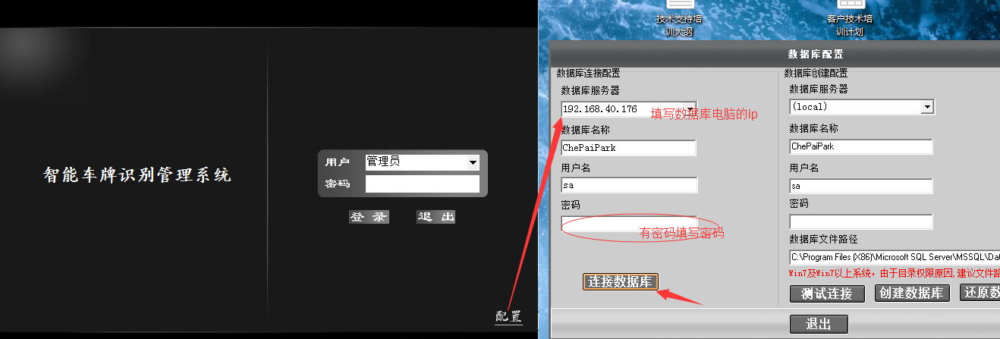 智能车牌识别管理系统
用户
管理员
密码
登 录
退 出
配置
技术支持培
训大纲
客户技术培
训计划
数据库配置
数据库连接配置
数据库服务器
192.168.40.176
填写数据库电脑的ip
数据库名称
ChePaiPark
用户名
sa
密码
有密码填写密码
连接数据库
数据库创建配置
数据库服务器
(local)
数据库名称
ChePaiPark
用户名
sa
密码
数据库文件路径
C:\Program Files (X86)\Microsoft SQL Server\MSSQL\Da
Win7及Win7以上系统，由于目录权限原因,建议文件路
测试连接
创建数据库
还原数
退出